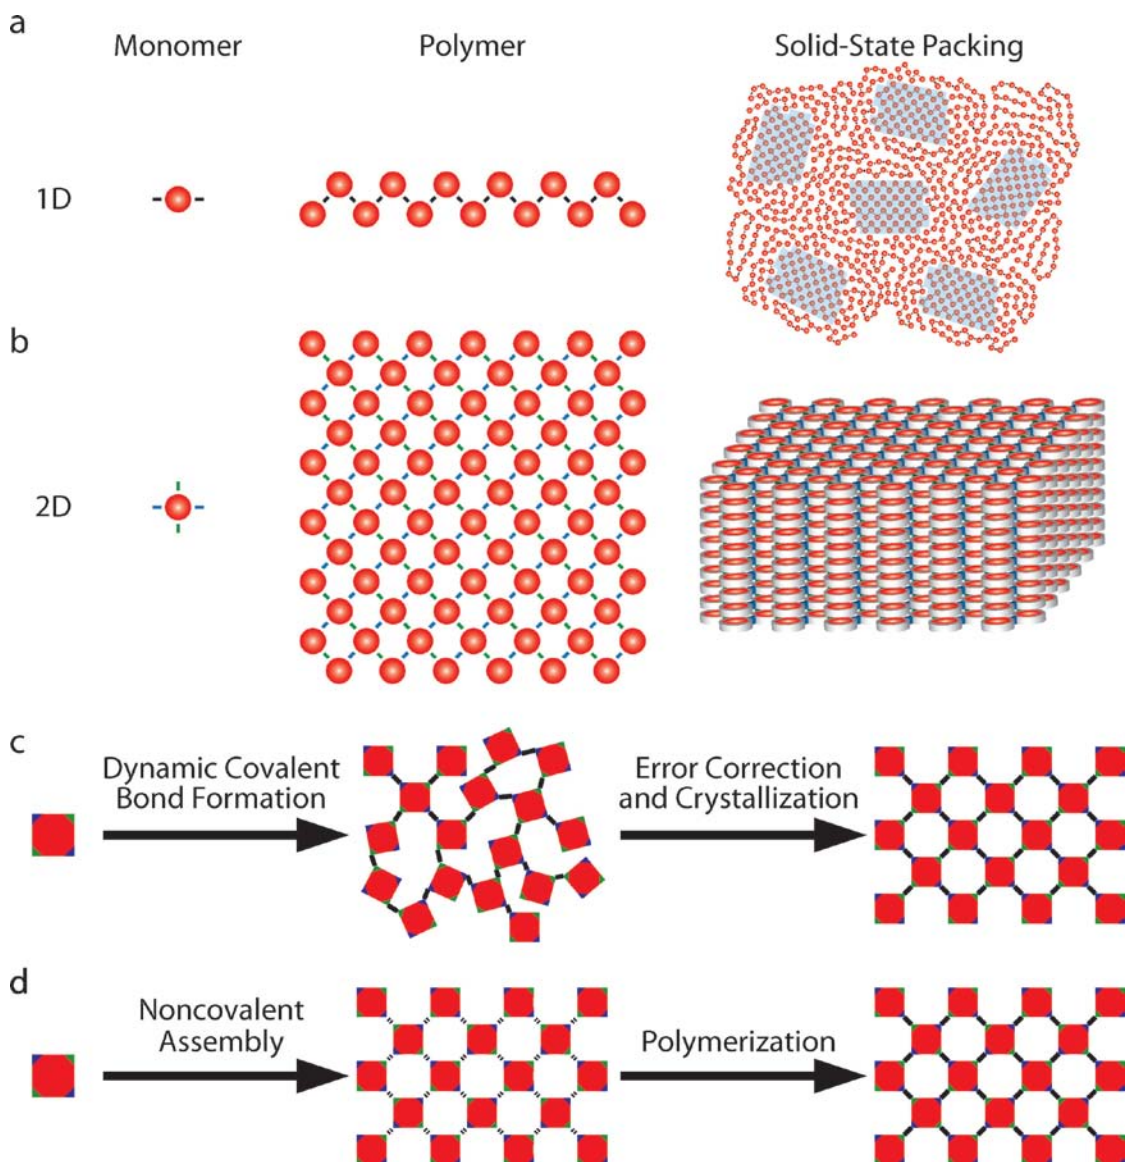 a
Monomer
Polymer
Solid-State Packing
1D
b
2D
c
Dynamic Covalent
Bond Formation
Error Correction
and Crystallization
d
Noncovalent
Assembly
Polymerization